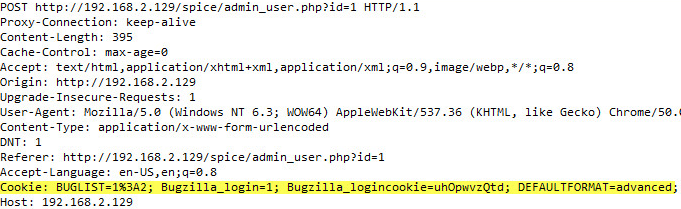 POST http://192.168.2.129/spice/admin_user.php?id=1 HTTP/1.1
Proxy-Connection: keep-alive
Content-Length: 395
Cache-Control: max-age=0
Accept: text/html,application/xhtml+xml,application/xml;q=0.9,image/webp,*/*;q=0.8
Origin: http://192.168.2.129
Upgrade-Insecure-Requests: 1
User-Agent: Mozilla/5.0 (Windows NT 6.3; WOW64) AppleWebKit/537.36 (KHTML, like Gecko) Chrome/50.0
Content-Type: application/x-www-form-urlencoded
DNT: 1
Referer: http://192.168.2.129/spice/admin_user.php?id=1
Accept-Language: en-US,en;q=0.8
Cookie: BUGLIST=1%3A2; Bugzilla_login=1; Bugzilla_logincookie=uhOpwvzQtd; DEFAULTFORMAT=advanced;
Host: 192.168.2.129